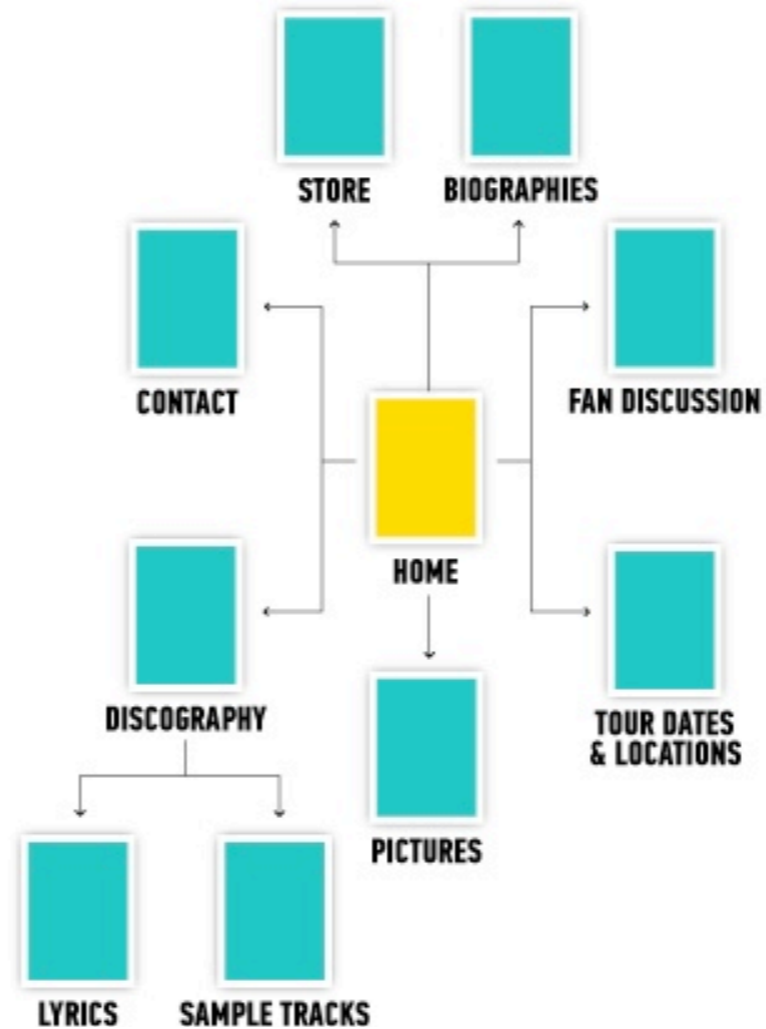 STORE
BIOGRAPHIES
CONTACT
FAN DISCUSSION
HOME
DISCOGRAPHY
TOUR DATES
& LOCATIONS
PICTURES
LYRICS
SAMPLE TRACKS